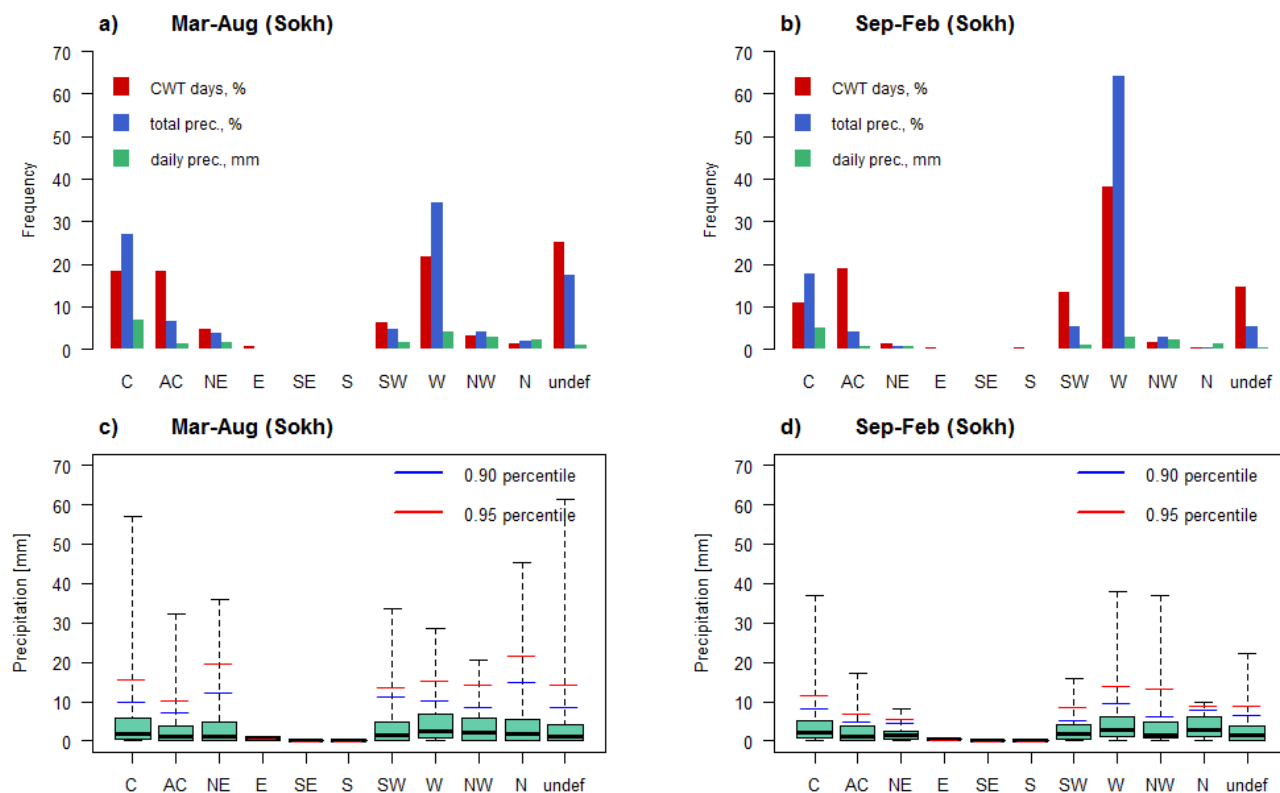 a) Mar-Aug (Sokh)
70
60
50
40
30
20
10
0
Frequency
CWT days, %
total prec., %
daily prec., mm
C AC NE E SE S SW W NW N undef
b) Sep-Feb (Sokh)
70
60
50
40
30
20
10
0
Frequency
CWT days, %
total prec., %
daily prec., mm
C AC NE E SE S SW W NW N undef
c) Mar-Aug (Sokh)
70
60
50
40
30
20
10
0
Precipitation [mm]
0.90 percentile
0.95 percentile
C AC NE E SE S SW W NW N undef
d) Sep-Feb (Sokh)
70
60
50
40
30
20
10
0
Precipitation [mm]
0.90 percentile
0.95 percentile
C AC NE E SE S SW W NW N undef